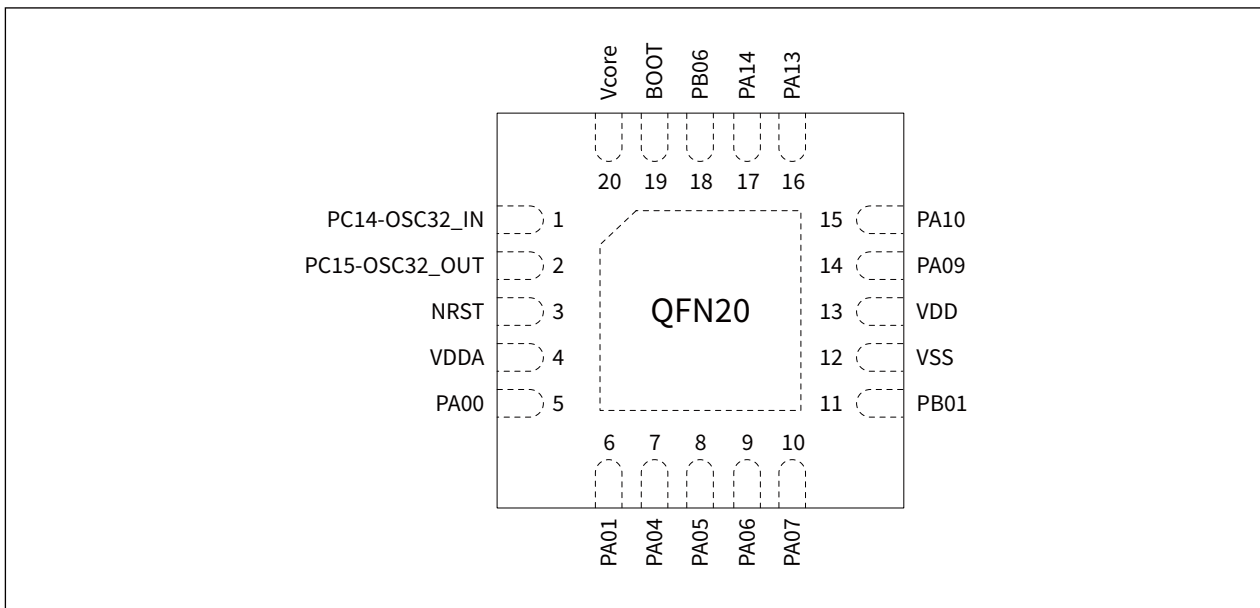 Vcore BOOT PB06 PA14 PA13
20 19 18 17 16
PC14-OSC32_IN 1 15 PA10
PC15-OSC32_OUT 2 14 PA09
NRST 3 QFN20 13 VDD
VDDA 4 12 VSS
PA00 5 11 PB01
6 7 8 9 10
PA01 PA04 PA05 PA06 PA07